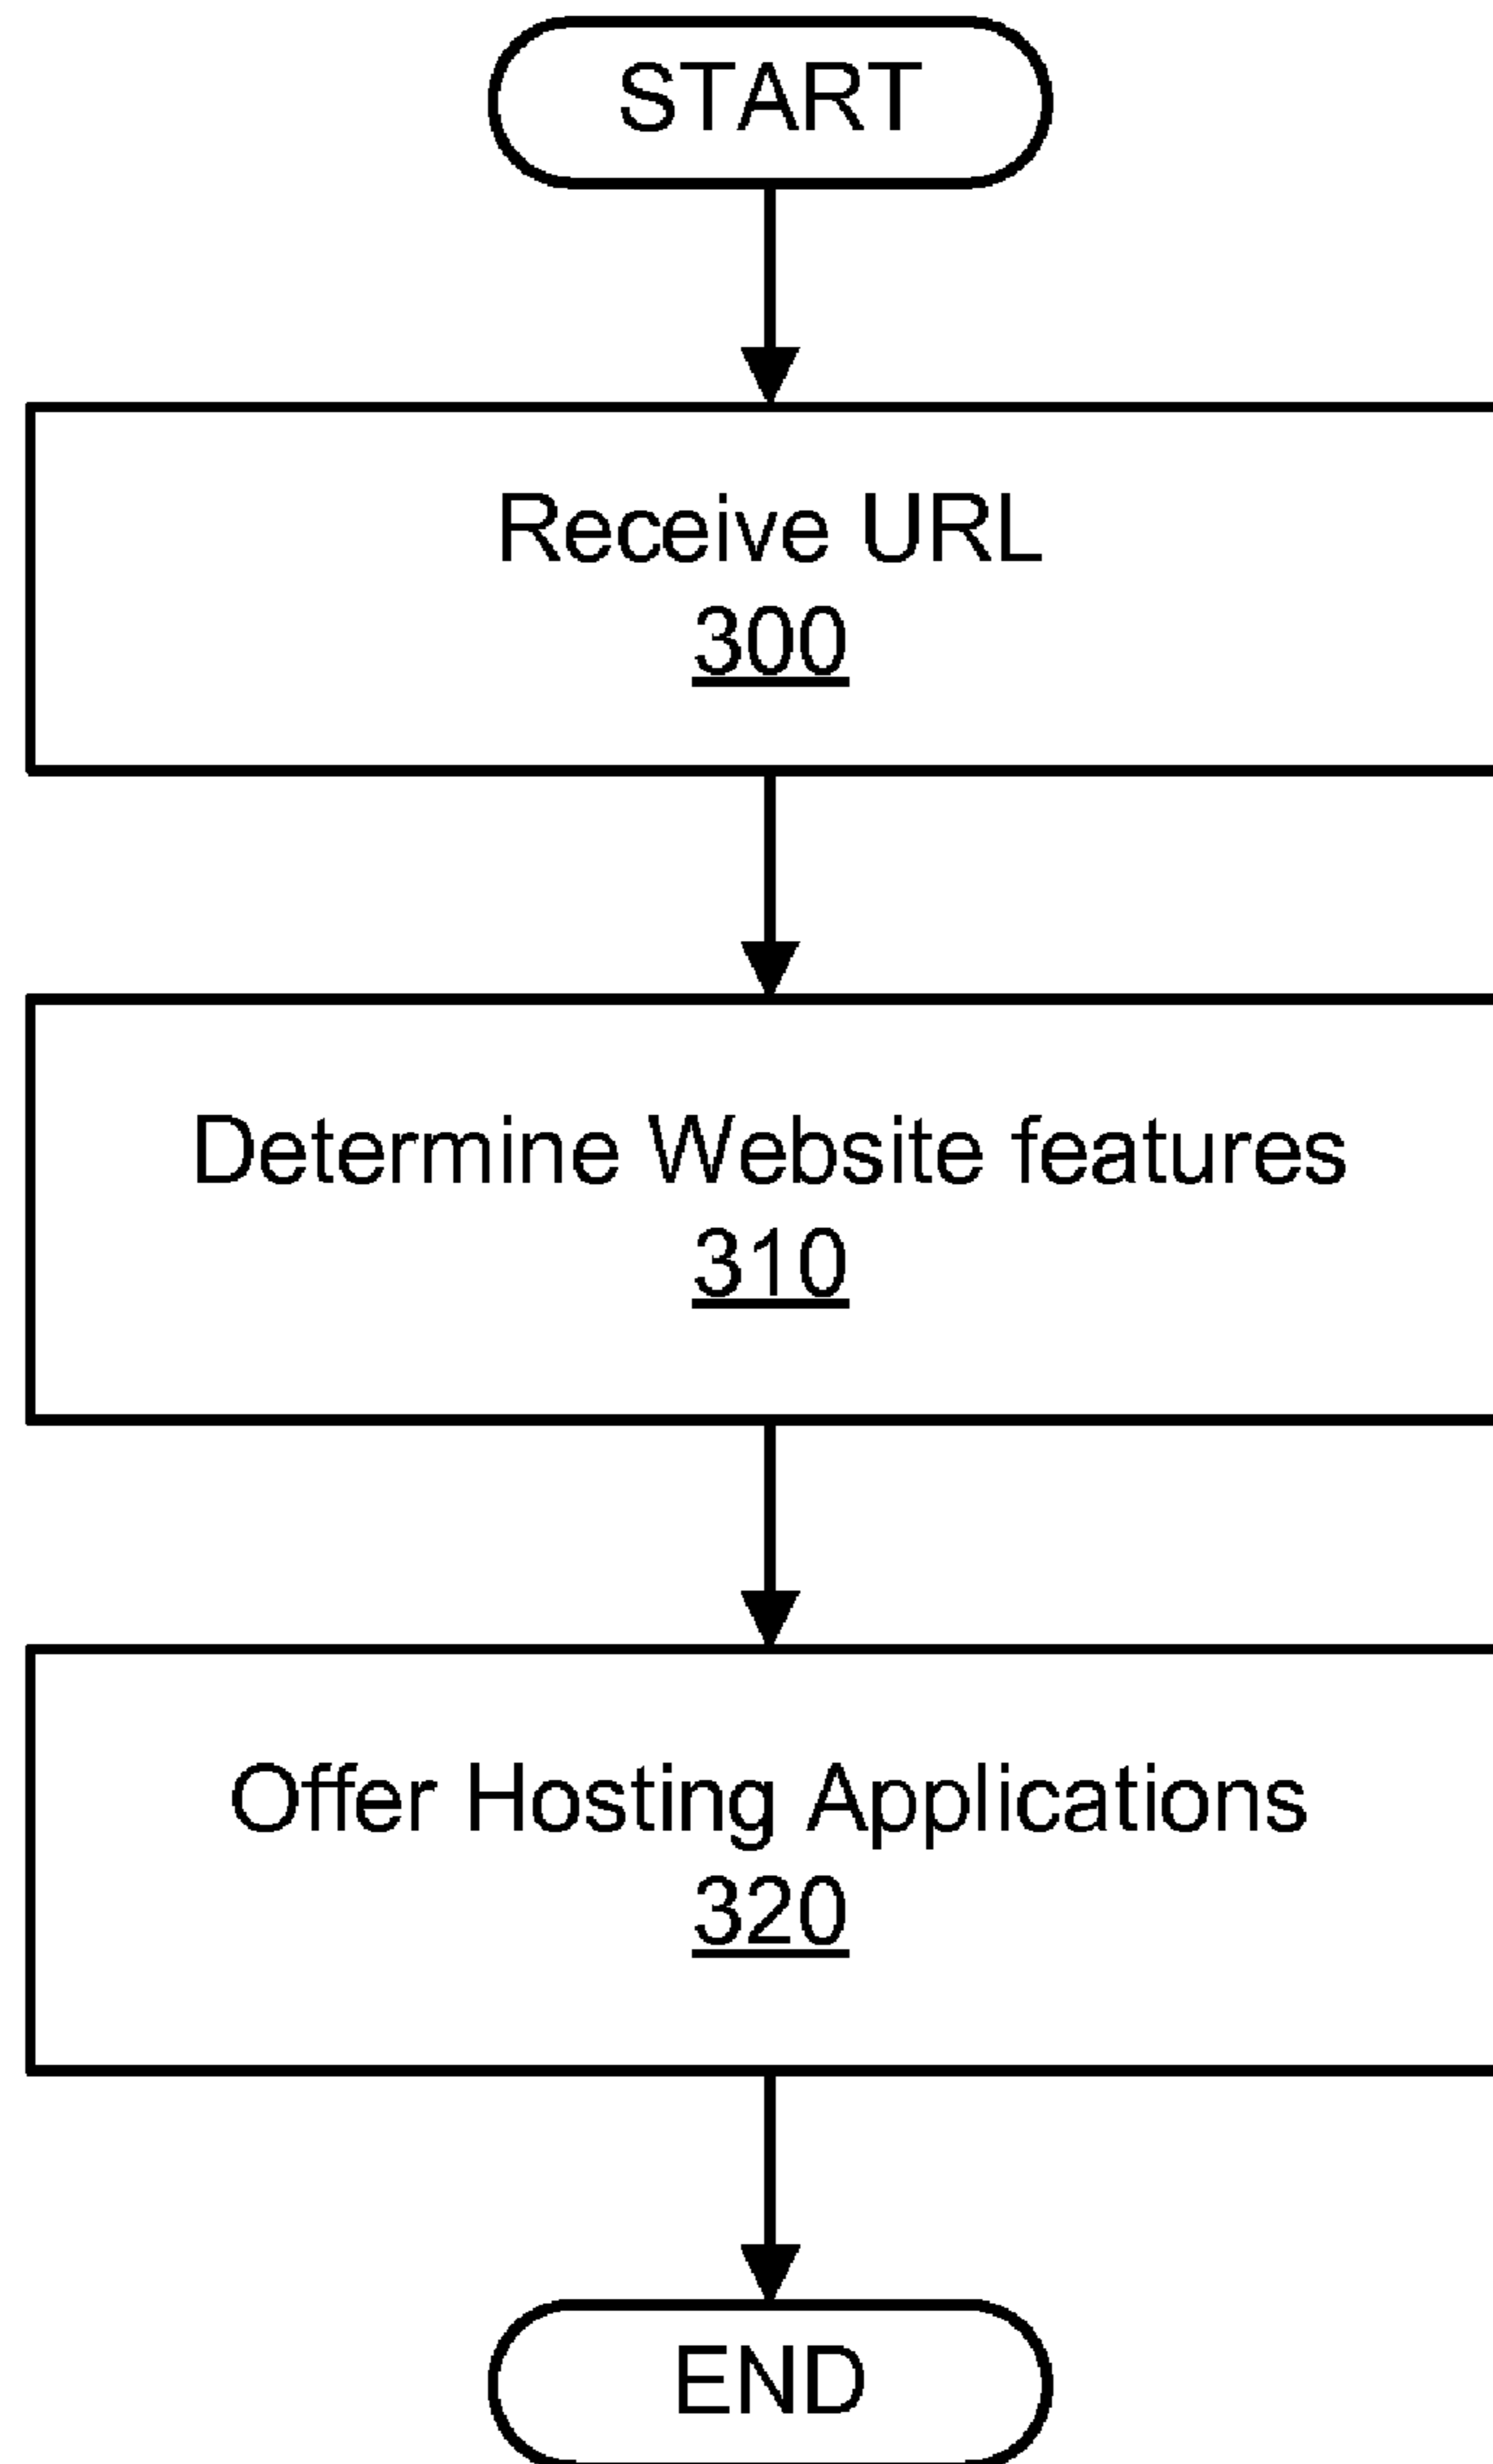 START
Receive URL
300
Determine Website features
310
Offer Hosting Applications
320
END